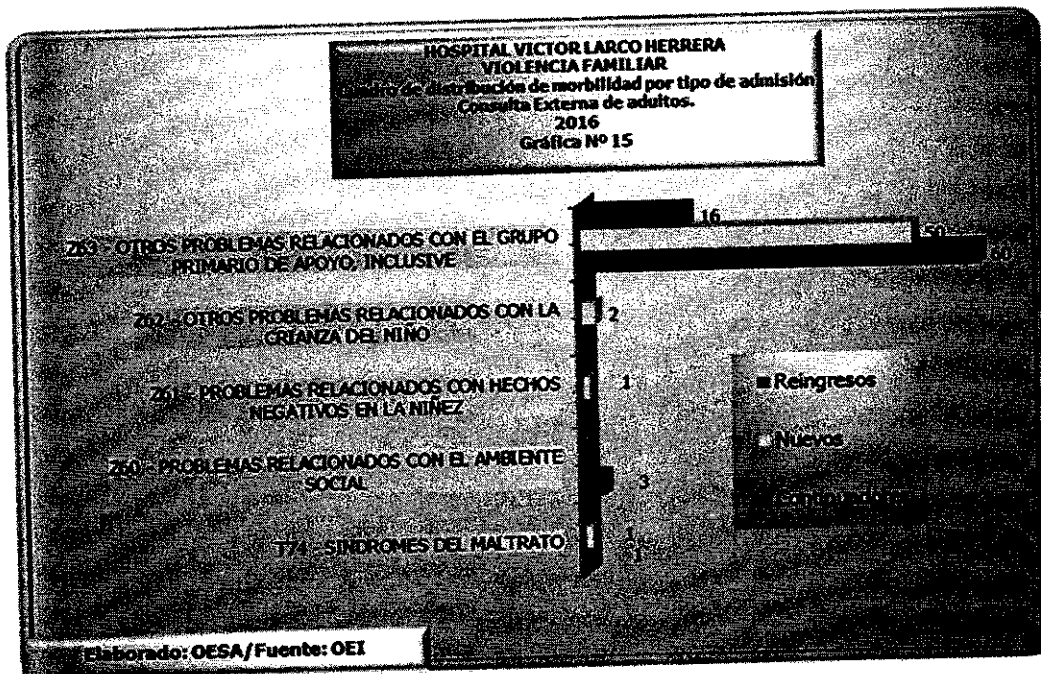 HOSPITAL VICTOR LARCO HERRERA
VIOLENCIA FAMILIAR
de distribución de morbilidad por tipo de admisión
Consulta Externa de adultos.
2016
Gráfica Nº 15
16
Z63 - OTROS PROBLEMAS RELACIONADOS CON EL GRUPO
PRIMARIO DE APOYO, INCLUSIVE
50
60
Z62 - OTROS PROBLEMAS RELACIONADOS CON LA
CRIANZA DEL NIÑO
2
Z61 - PROBLEMAS RELACIONADOS CON HECHOS
NEGATIVOS EN LA NIÑEZ
1
Z60 - PROBLEMAS RELACIONADOS CON EL AMBIENTE
SOCIAL
3
T74 - SINDROMES DEL MALTRATO
1
1
Reingresos
Nuevos
Elaborado: OESA/Fuente: OEI